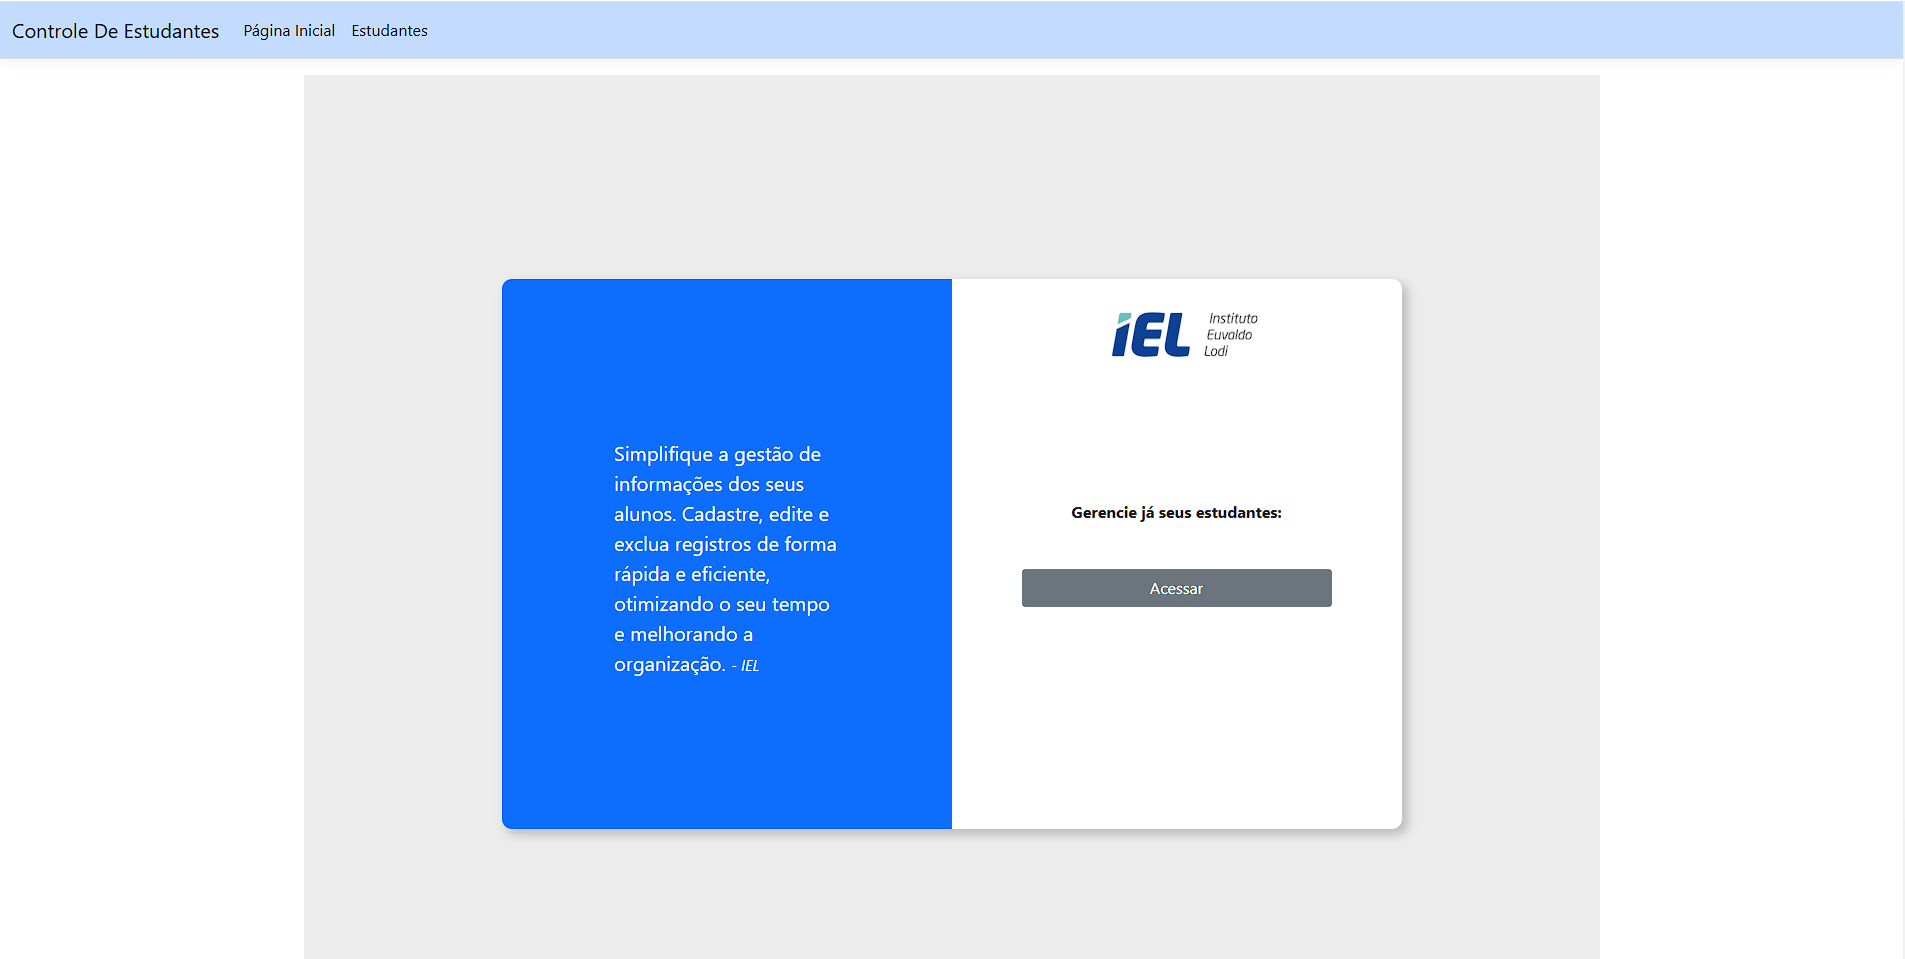 Controle De Estudantes
Página Inicial
Estudantes
Simplifique a gestão de
informações dos seus
alunos. Cadastre, edite e
exclua registros de forma
rápida e eficiente,
otimizando o seu tempo
e melhorando a
organização. - IEL
iEL
Instituto
Euvaldo
Lodi
Gerencie já seus estudantes:
Acessar